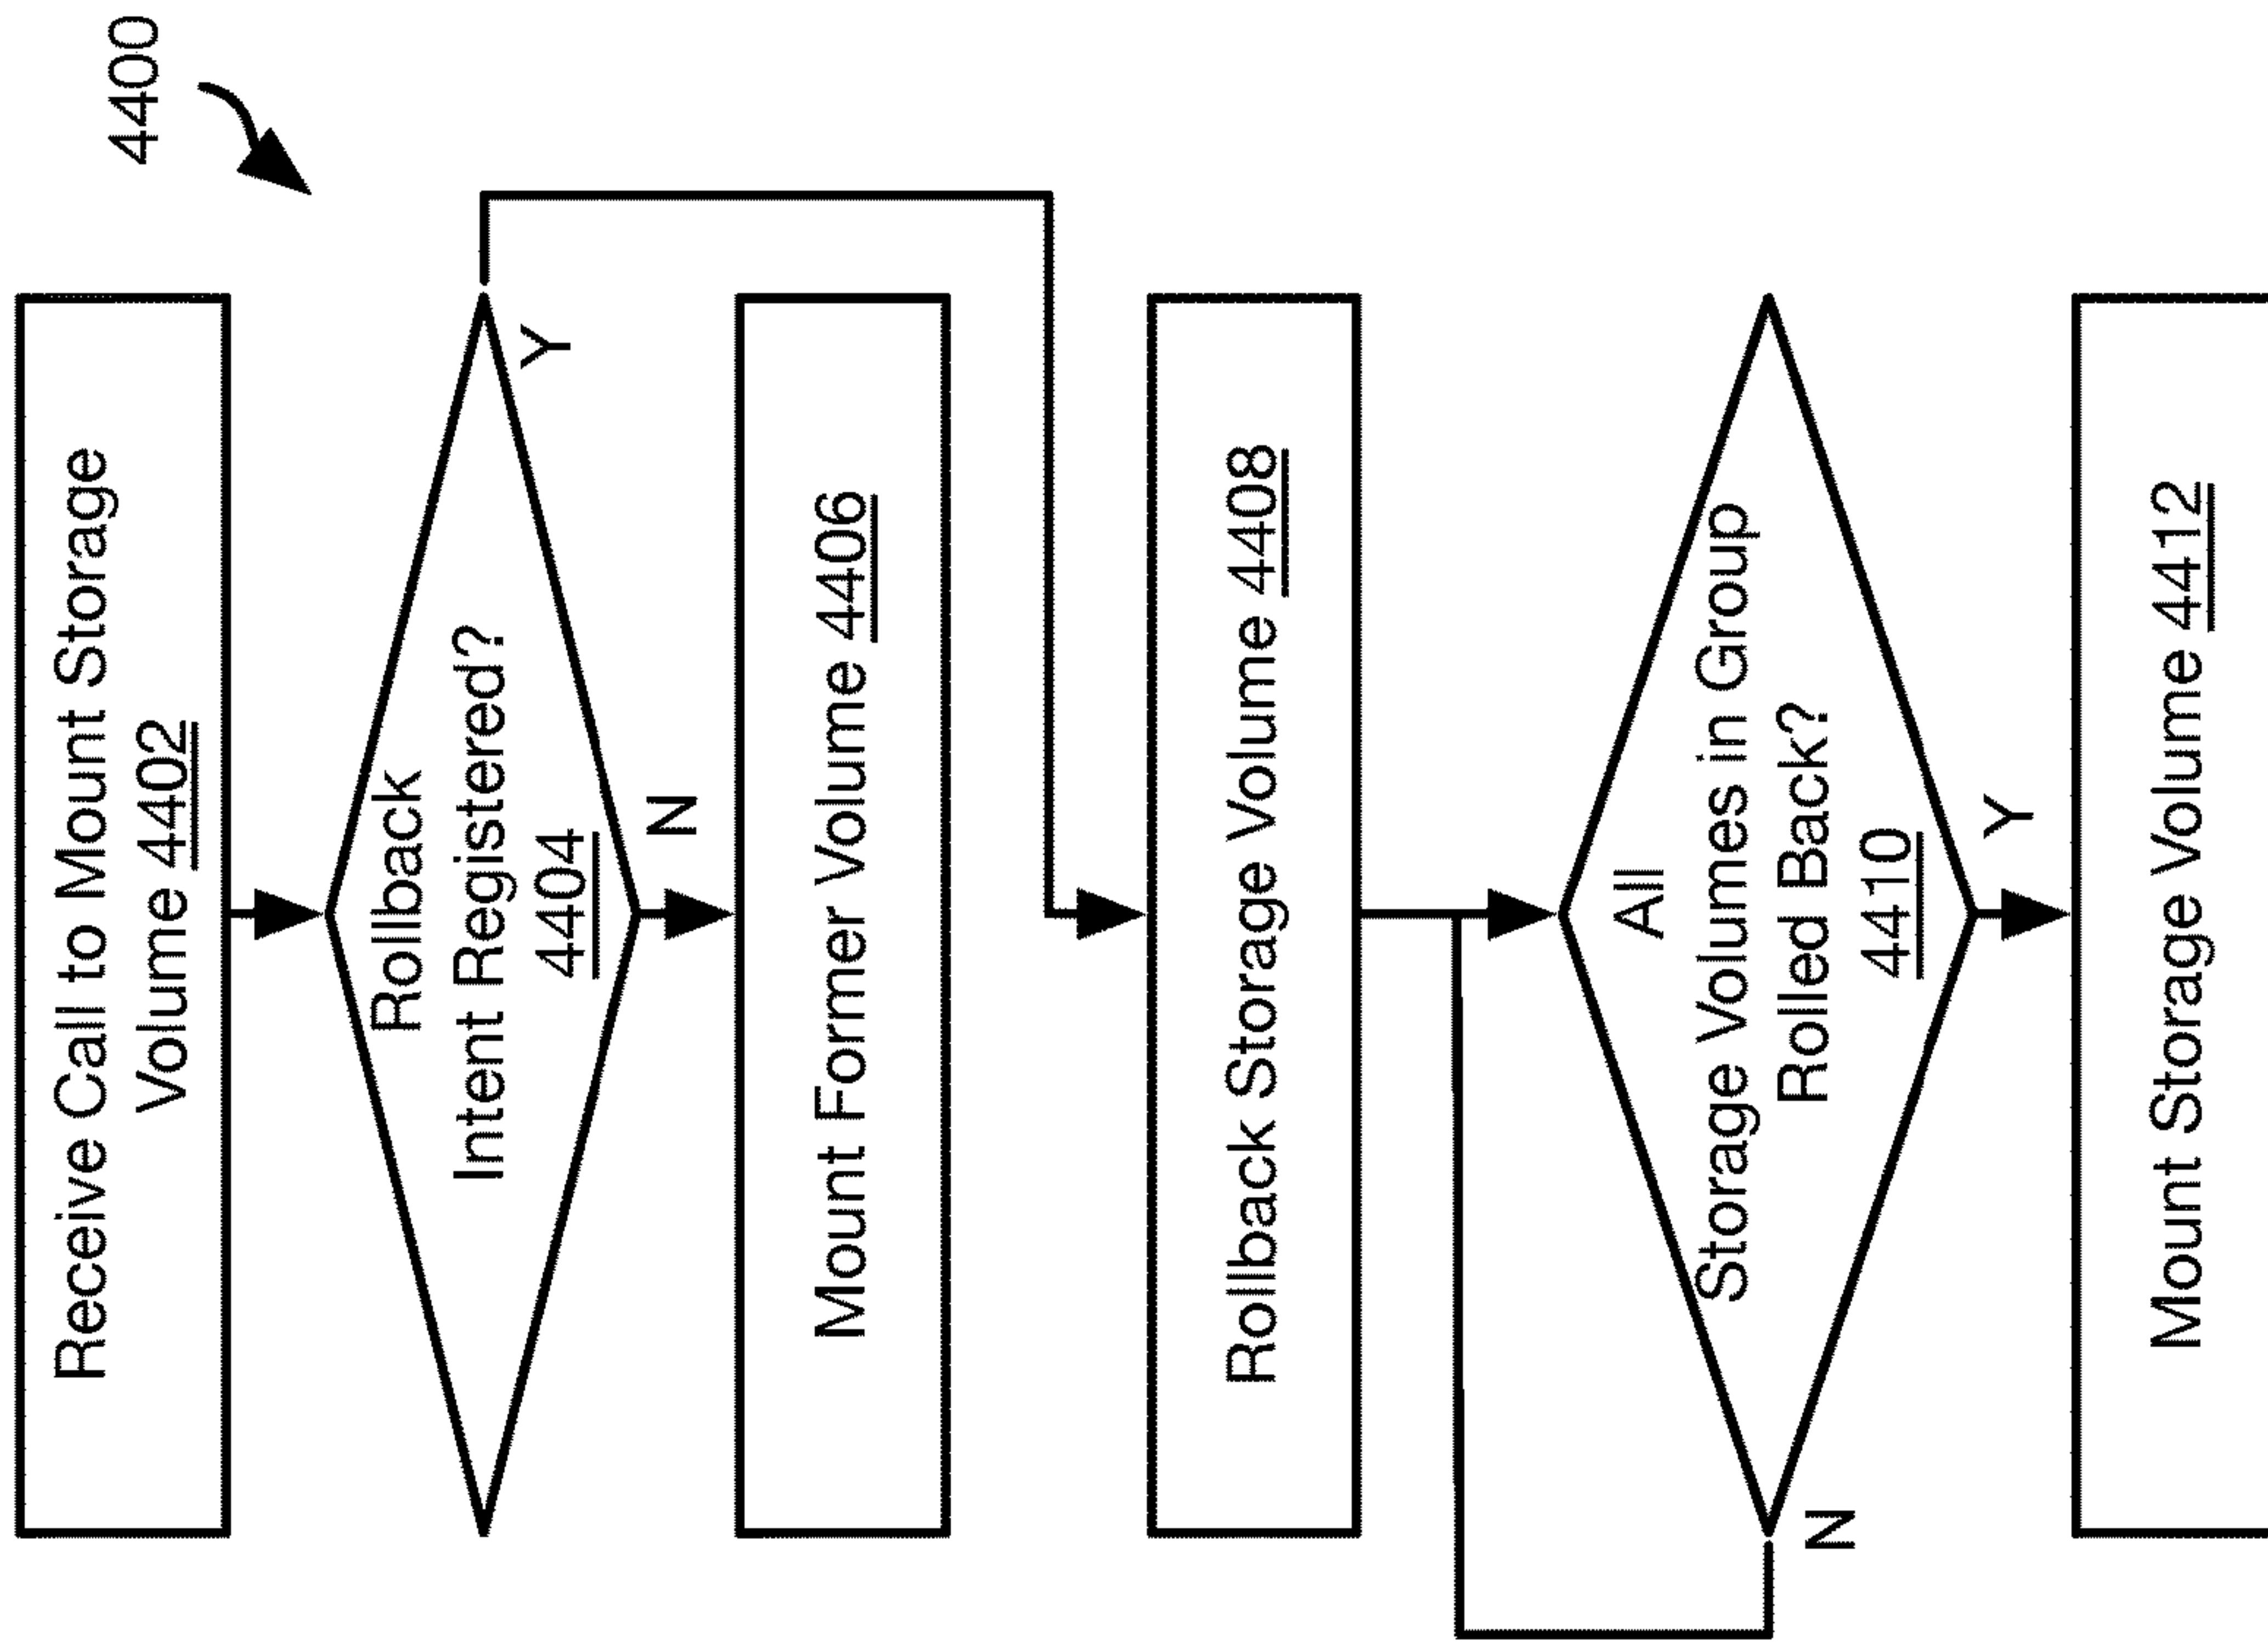 4400
Receive Call to Mount Storage
Volume 4402
Rollback
Intent Registered?
4404
Y
N
Mount Former Volume 4406
Rollback Storage Volume 4408
All
Storage Volumes in Group
Rolled Back?
4410
N
Y
Mount Storage Volume 4412